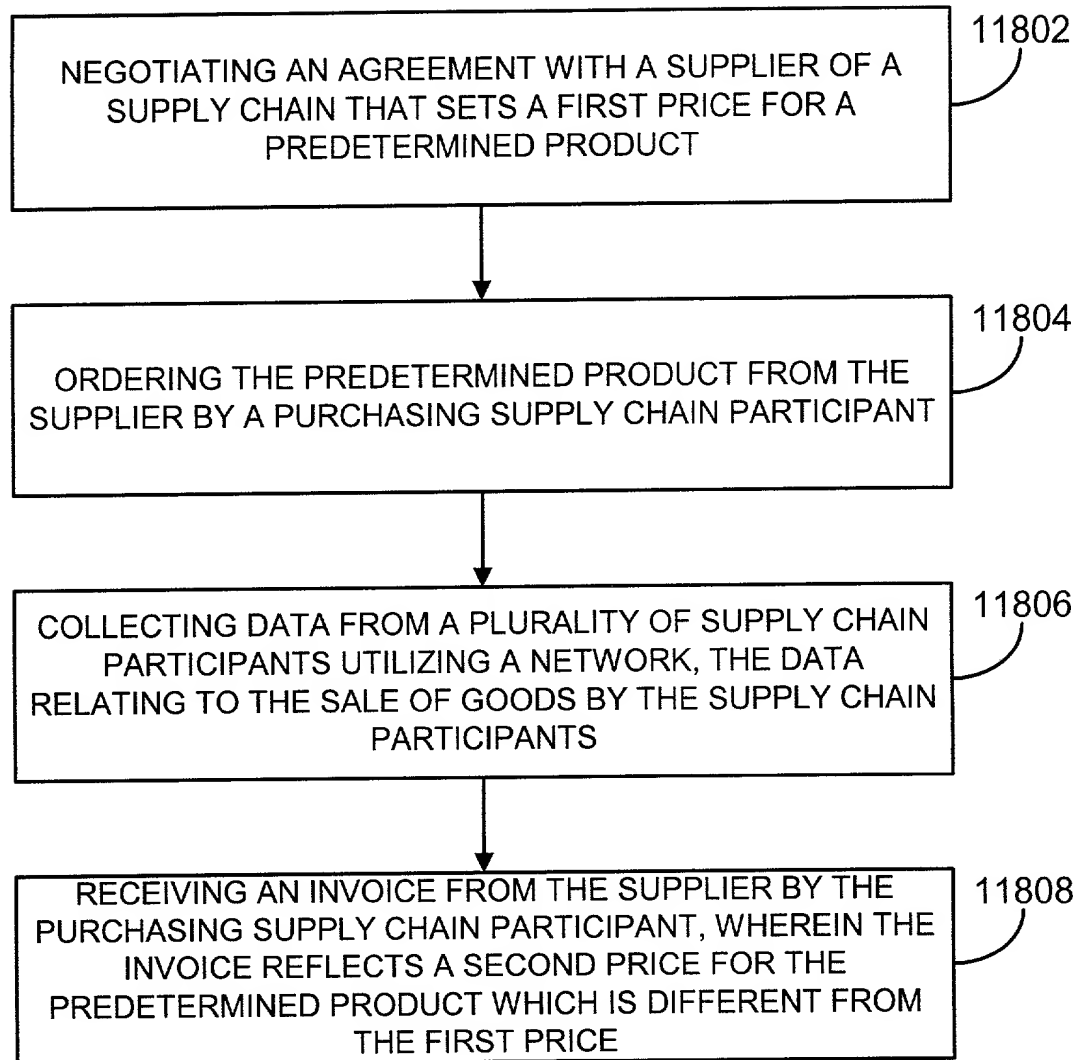 11802
NEGOTIATING AN AGREEMENT WITH A SUPPLIER OF A
SUPPLY CHAIN THAT SETS A FIRST PRICE FOR A
PREDETERMINED PRODUCT
11804
ORDERING THE PREDETERMINED PRODUCT FROM THE
SUPPLIER BY A PURCHASING SUPPLY CHAIN PARTICIPANT
11806
COLLECTING DATA FROM A PLURALITY OF SUPPLY CHAIN
PARTICIPANTS UTILIZING A NETWORK, THE DATA
RELATING TO THE SALE OF GOODS BY THE SUPPLY CHAIN
PARTICIPANTS
11808
RECEIVING AN INVOICE FROM THE SUPPLIER BY THE
PURCHASING SUPPLY CHAIN PARTICIPANT, WHEREIN THE
INVOICE REFLECTS A SECOND PRICE FOR THE
PREDETERMINED PRODUCT WHICH IS DIFFERENT FROM
THE FIRST PRICE